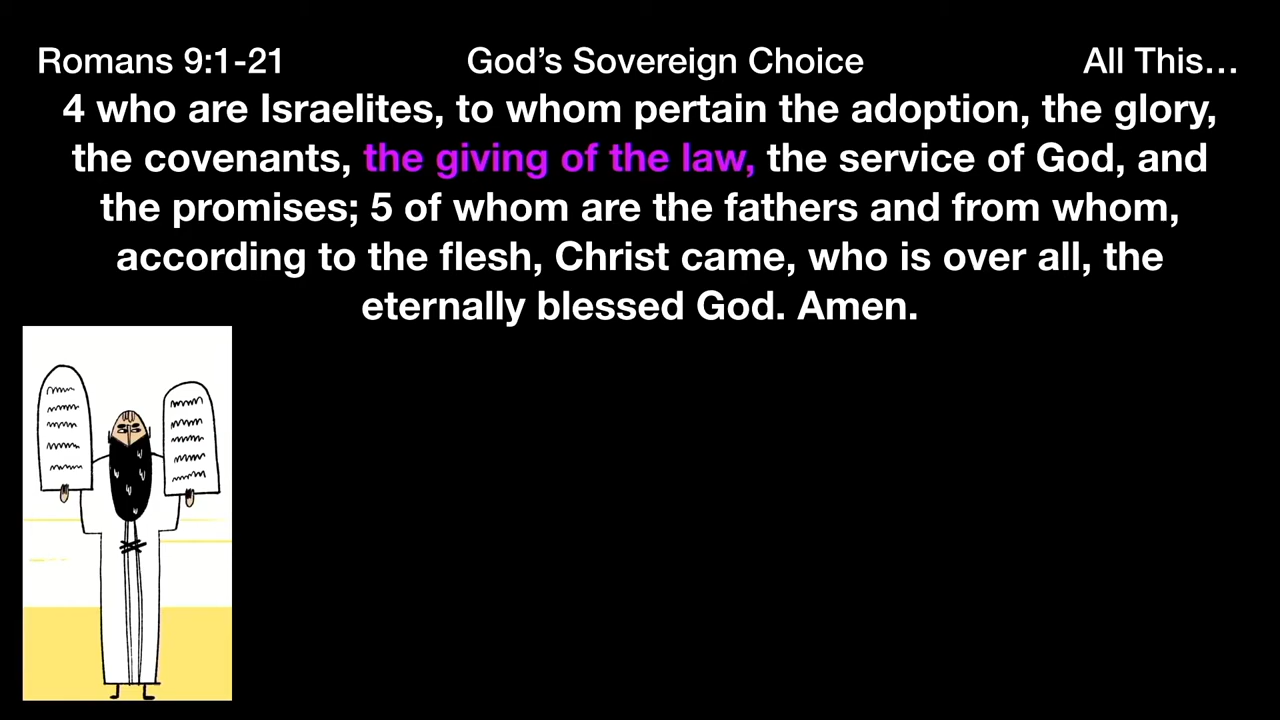 Romans 9:1-21 God’s Sovereign Choice All This…
4 who are Israelites, to whom pertain the adoption, the glory,
the covenants, the giving of the law, the service of God, and
the promises; 5 of whom are the fathers and from whom,
according to the flesh, Christ came, who is over all, the
eternally blessed God. Amen.